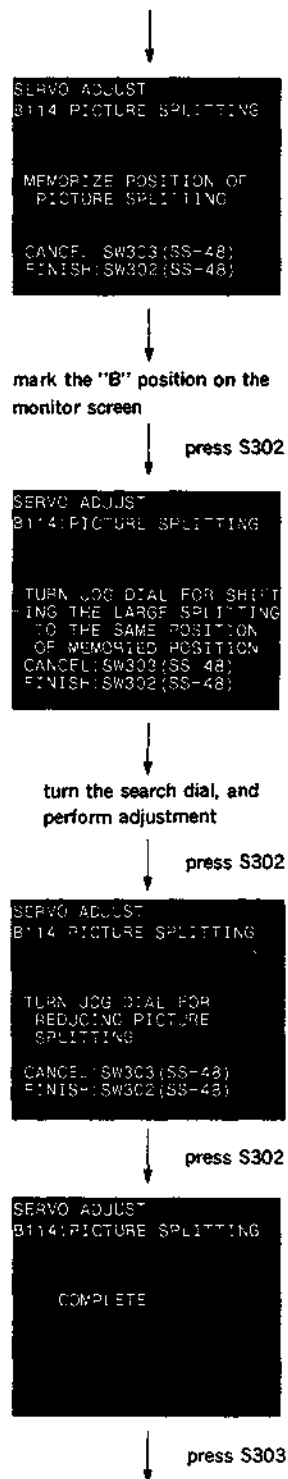 SERVO ADJUST
B114:PICTURE SPLITTING
MEMORIZE POSITION OF
PICTURE SPLITTING
CANCEL:SW303(SS-48)
FINISH:SW302(SS-48)
mark the "B" position on the
monitor screen
press S302
SERVO ADJUST
B114:PICTURE SPLITTING
TURN JOG DIAL FOR SHIFT
ING THE LARGE SPLITTING
TO THE SAME POSITION
OF MEMORIED POSITION
CANCEL:SW303(SS-48)
FINISH:SW302(SS-48)
turn the search dial, and
perform adjustment
press S302
SERVO ADJUST
B114:PICTURE SPLITTING
TURN JOG DIAL FOR
REDUCING PICTURE
SPLITTING
CANCEL:SW303(SS-48)
FINISH:SW302(SS-48)
press S302
SERVO ADJUST
B114:PICTURE SPLITTING
COMPLETE
press S303